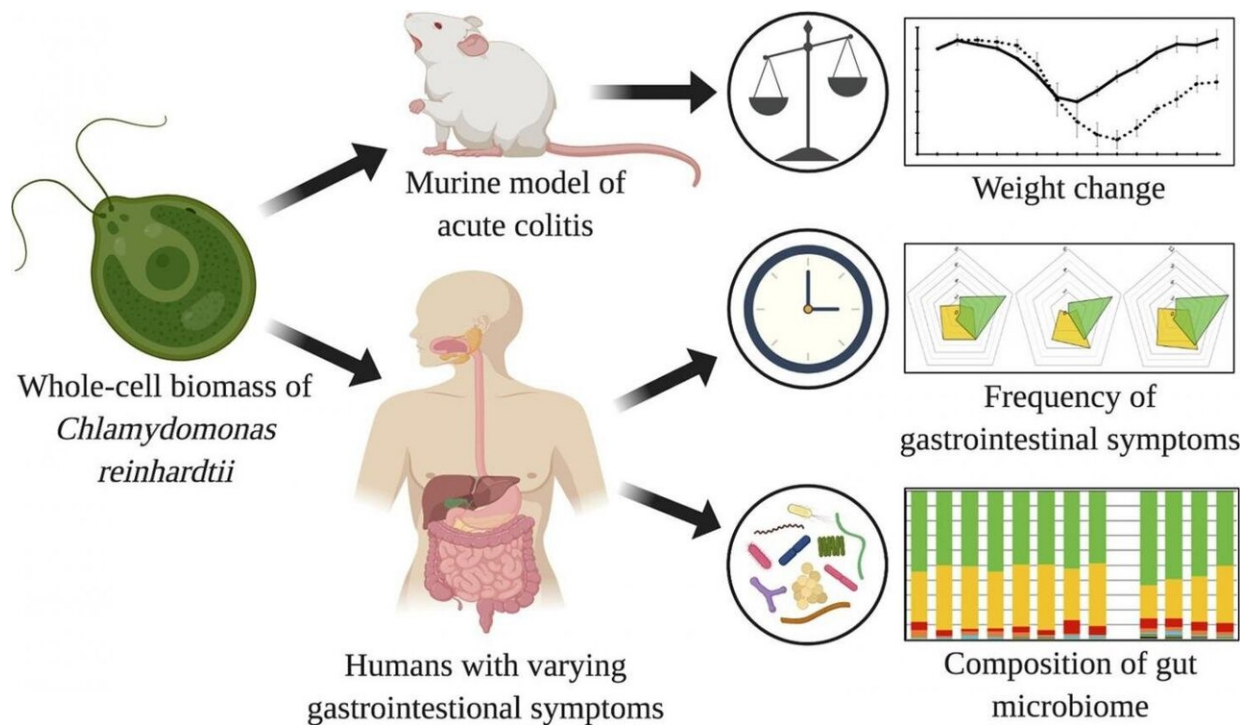 Whole-cell biomass of
Chlamydomonas
reinhardtii
Murine model of
acute colitis
Weight change
Humans with varying
gastrointestional symptoms
Frequency of
gastrointestinal symptoms
Composition of gut
microbiome